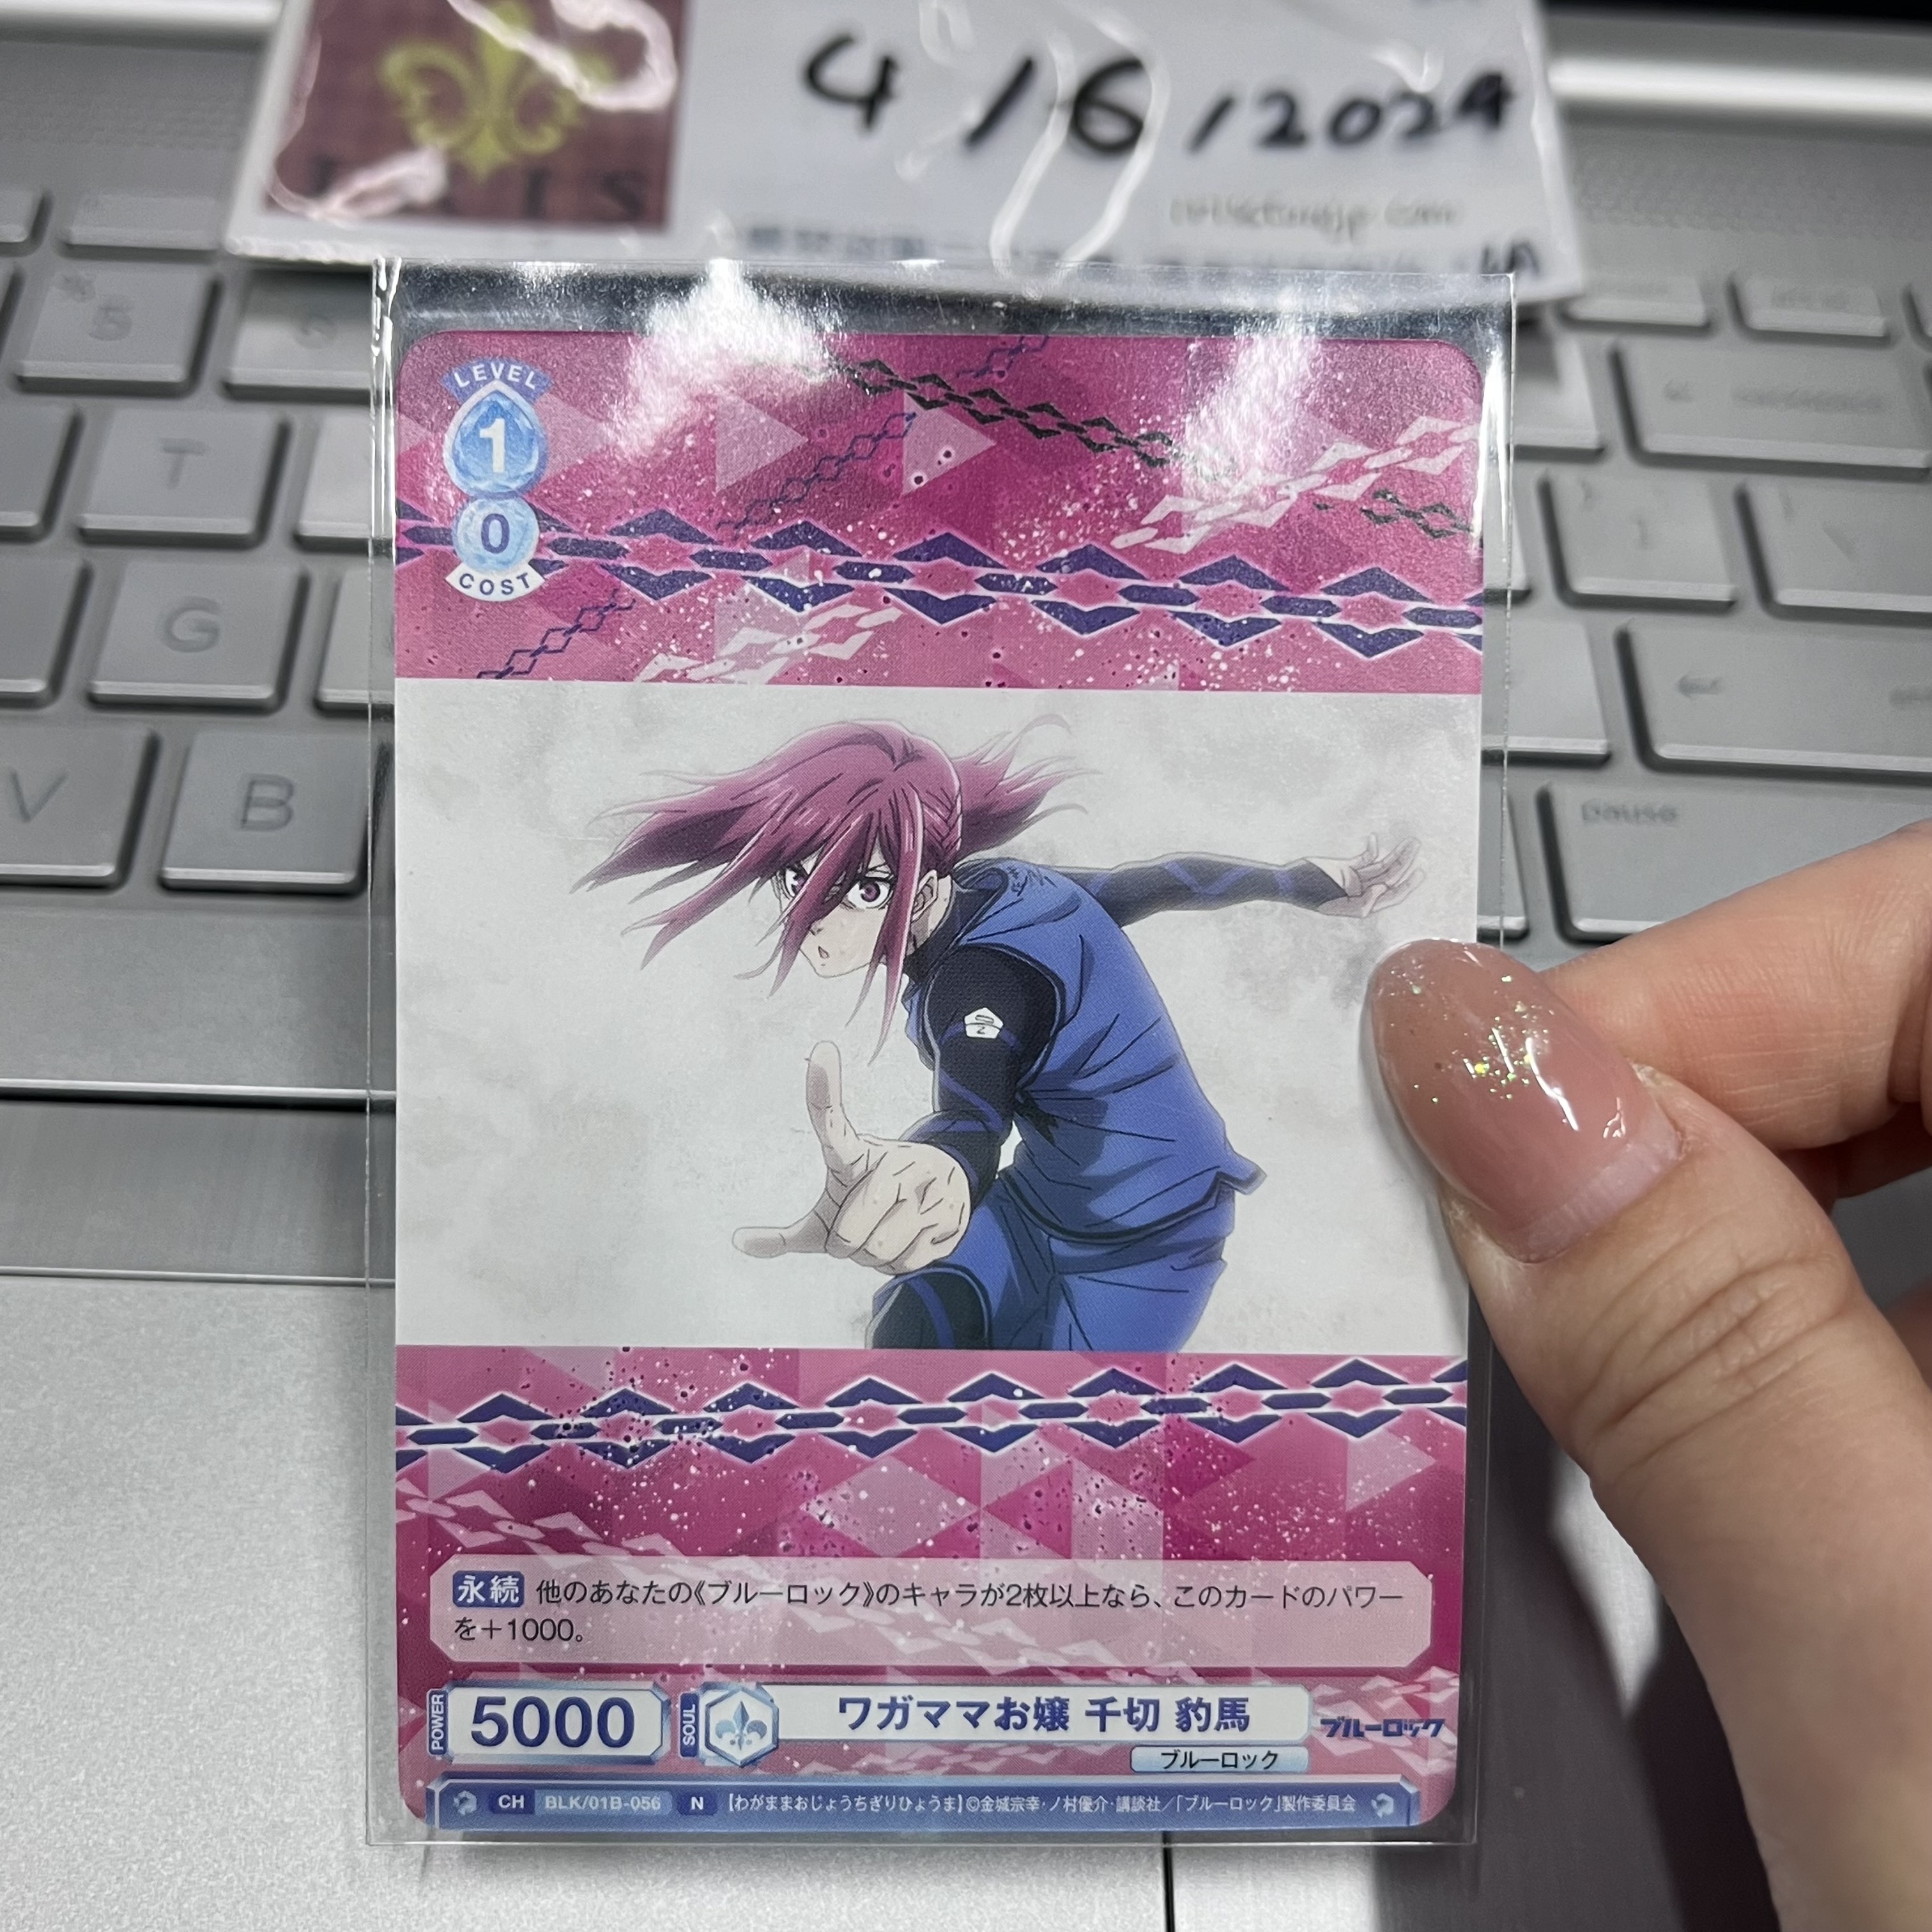 4/6/2024
LEVEL
1
0
COST
5
T
G
V
B
pause
永続 他のあなたの《ブルーロック》のキャラが2枚以上なら、このカードのパワー
を+1000。
POWER 5000 SOUL ワガママお嬢 千切 豹馬 ブルーロック
ブルーロック
CH BLK/01B-056 N 【わがままおじょうちぎりひょうま】©金城宗幸・ノ村優介・講談社/「ブルーロック」製作委員会